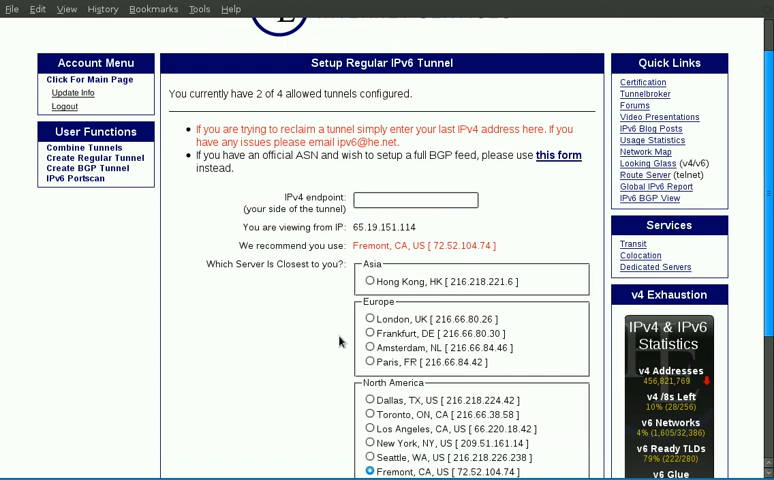 File Edit View History Bookmarks Tools Help
Account Menu
Click For Main Page
Update Info
Logout
User Functions
Combine Tunnels
Create Regular Tunnel
Create BGP Tunnel
IPv6 Portscan
Setup Regular IPv6 Tunnel
You currently have 2 of 4 allowed tunnels configured.
If you are trying to reclaim a tunnel simply enter your last IPv4 address here. If you
have any issues please email ipv6@he.net.
If you have an official ASN and wish to setup a full BGP feed, please use this form
instead.
IPv4 endpoint:
(your side of the tunnel)
You are viewing from IP: 65.19.151.114
We recommend you use: Fremont, CA, US [ 72.52.104.74 ]
Which Server Is Closest to you?:
Asia
Hong Kong, HK [ 216.218.221.6 ]
Europe
London, UK [ 216.66.80.26 ]
Frankfurt, DE [ 216.66.80.30 ]
Amsterdam, NL [ 216.66.84.46 ]
Paris, FR [ 216.66.84.42 ]
North America
Dallas, TX, US [ 216.218.224.42 ]
Toronto, ON, CA [ 216.66.38.58 ]
Los Angeles, CA, US [ 66.220.18.42 ]
New York, NY, US [ 209.51.161.14 ]
Seattle, WA, US [ 216.218.226.238 ]
Fremont, CA, US [ 72.52.104.74 ]
Quick Links
Certification
Tunnelbroker
Forums
Video Presentations
IPv6 Blog Posts
Usage Statistics
Network Map
Looking Glass (v4/v6)
Route Server (telnet)
Global IPv6 Report
IPv6 BGP View
Services
Transit
Colocation
Dedicated Servers
v4 Exhaustion
IPv4 & IPv6
Statistics
v4 Addresses
456,821,769
v4 /8s Left
10% (28/256)
v6 Networks
4% (1,605/32,386)
v6 Ready TLDs
79% (222/280)
v6 Glue